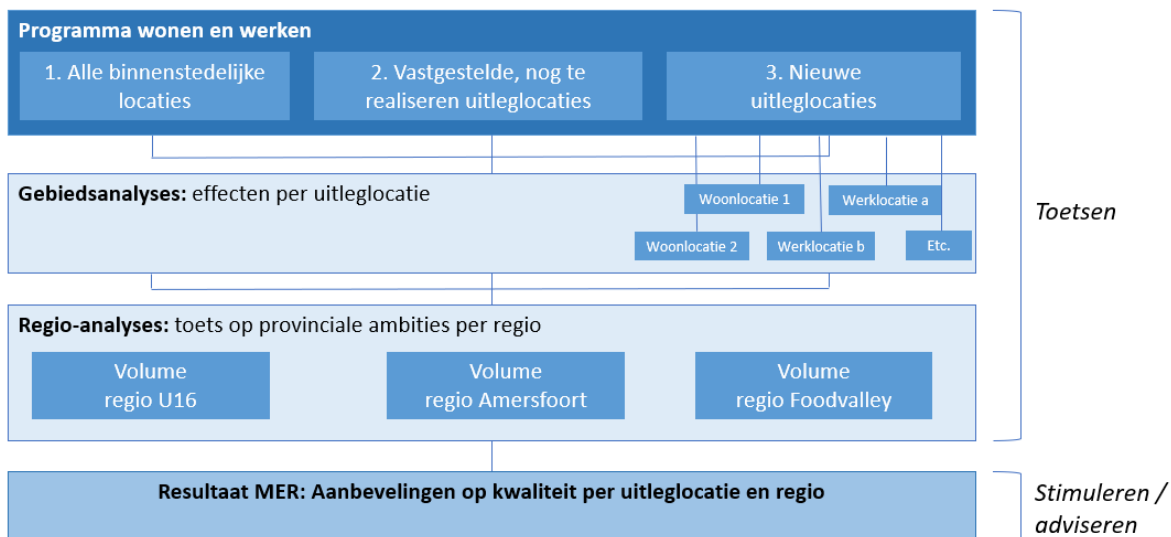 Programma wonen en werken
1. Alle binnenstedelijke
locaties
2. Vastgestelde, nog te
realiseren uitleglocaties
3. Nieuwe
uitleglocaties
Gebiedsanalyses: effecten per uitleglocatie
Woonlocatie 1
Werklocatie a
Woonlocatie 2
Werklocatie b
Etc.
Toetsen
Regio-analyses: toets op provinciale ambities per regio
Volume
regio U16
Volume
regio Amersfoort
Volume
regio Foodvalley
Resultaat MER: Aanbevelingen op kwaliteit per uitleglocatie en regio
Stimuleren /
adviseren